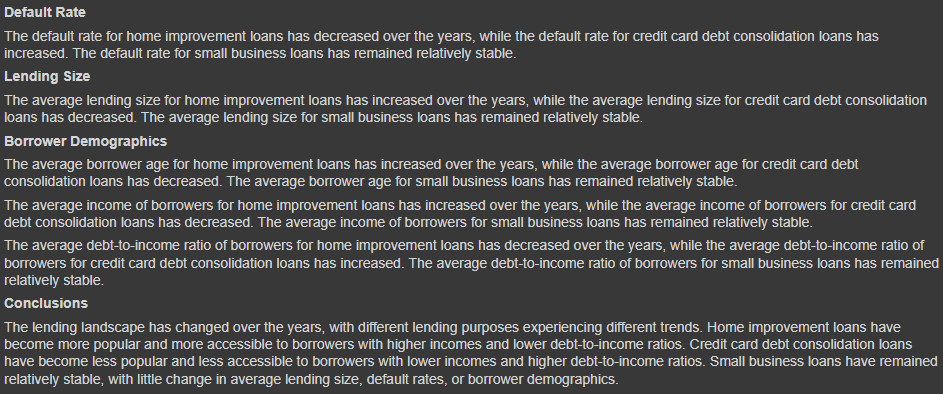 Default Rate
The default rate for home improvement loans has decreased over the years, while the default rate for credit card debt consolidation loans has
increased. The default rate for small business loans has remained relatively stable.
Lending Size
The average lending size for home improvement loans has increased over the years, while the average lending size for credit card debt consolidation
loans has decreased. The average lending size for small business loans has remained relatively stable.
Borrower Demographics
The average borrower age for home improvement loans has increased over the years, while the average borrower age for credit card debt
consolidation loans has decreased. The average borrower age for small business loans has remained relatively stable.
The average income of borrowers for home improvement loans has increased over the years, while the average income of borrowers for credit card
debt consolidation loans has decreased. The average income of borrowers for small business loans has remained relatively stable.
The average debt-to-income ratio of borrowers for home improvement loans has decreased over the years, while the average debt-to-income ratio of
borrowers for credit card debt consolidation loans has increased. The average debt-to-income ratio of borrowers for small business loans has remained
relatively stable.
Conclusions
The lending landscape has changed over the years, with different lending purposes experiencing different trends. Home improvement loans have
become more popular and more accessible to borrowers with higher incomes and lower debt-to-income ratios. Credit card debt consolidation loans
have become less popular and less accessible to borrowers with lower incomes and higher debt-to-income ratios. Small business loans have remained
relatively stable, with little change in average lending size, default rates, or borrower demographics.